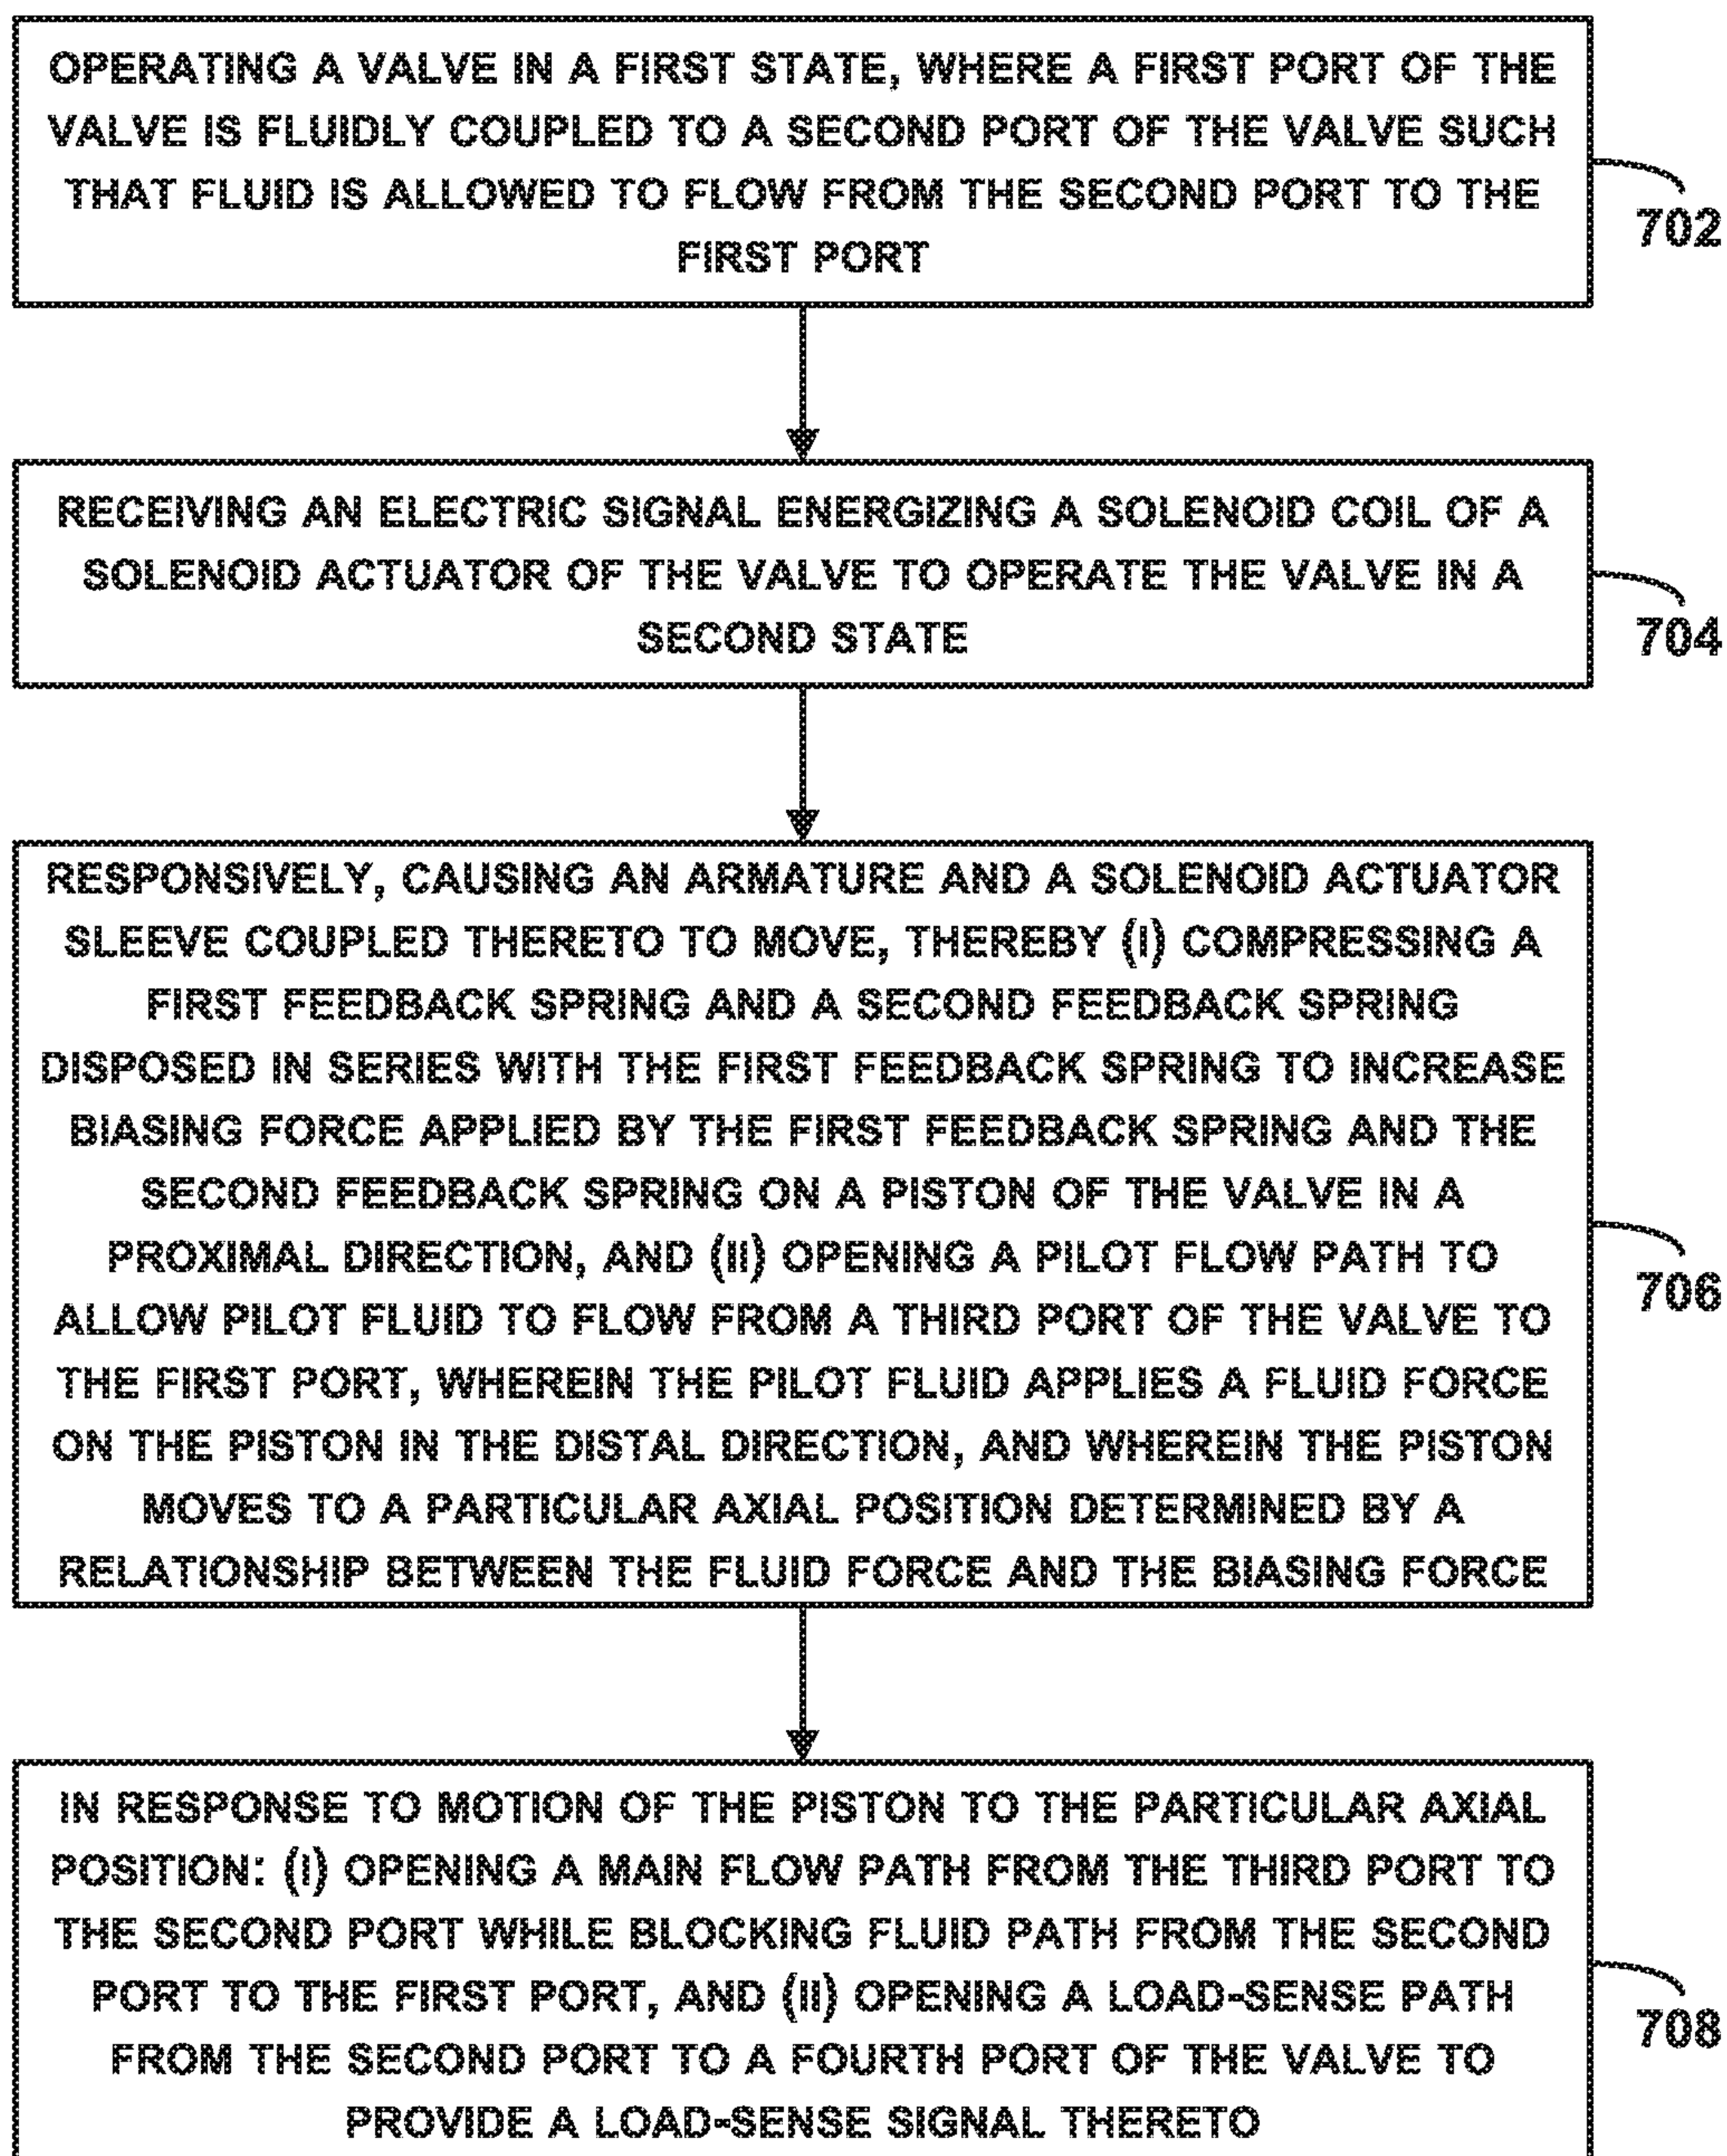 OPERATING A VALVE IN A FIRST STATE, WHERE A FIRST PORT OF THE
VALVE IS FLUIDLY COUPLED TO A SECOND PORT OF THE VALVE SUCH
THAT FLUID IS ALLOWED TO FLOW FROM THE SECOND PORT TO THE
FIRST PORT
702
RECEIVING AN ELECTRIC SIGNAL ENERGIZING A SOLENOID COIL OF A
SOLENOID ACTUATOR OF THE VALVE TO OPERATE THE VALVE IN A
SECOND STATE
704
RESPONSIVELY, CAUSING AN ARMATURE AND A SOLENOID ACTUATOR
SLEEVE COUPLED THERETO TO MOVE, THEREBY (I) COMPRESSING A
FIRST FEEDBACK SPRING AND A SECOND FEEDBACK SPRING
DISPOSED IN SERIES WITH THE FIRST FEEDBACK SPRING TO INCREASE
BIASING FORCE APPLIED BY THE FIRST FEEDBACK SPRING AND THE
SECOND FEEDBACK SPRING ON A PISTON OF THE VALVE IN A
PROXIMAL DIRECTION, AND (II) OPENING A PILOT FLOW PATH TO
ALLOW PILOT FLUID TO FLOW FROM A THIRD PORT OF THE VALVE TO
THE FIRST PORT, WHEREIN THE PILOT FLUID APPLIES A FLUID FORCE
ON THE PISTON IN THE DISTAL DIRECTION, AND WHEREIN THE PISTON
MOVES TO A PARTICULAR AXIAL POSITION DETERMINED BY A
RELATIONSHIP BETWEEN THE FLUID FORCE AND THE BIASING FORCE
706
IN RESPONSE TO MOTION OF THE PISTON TO THE PARTICULAR AXIAL
POSITION: (I) OPENING A MAIN FLOW PATH FROM THE THIRD PORT TO
THE SECOND PORT WHILE BLOCKING FLUID PATH FROM THE SECOND
PORT TO THE FIRST PORT, AND (II) OPENING A LOAD-SENSE PATH
FROM THE SECOND PORT TO A FOURTH PORT OF THE VALVE TO
PROVIDE A LOAD-SENSE SIGNAL THERETO
708